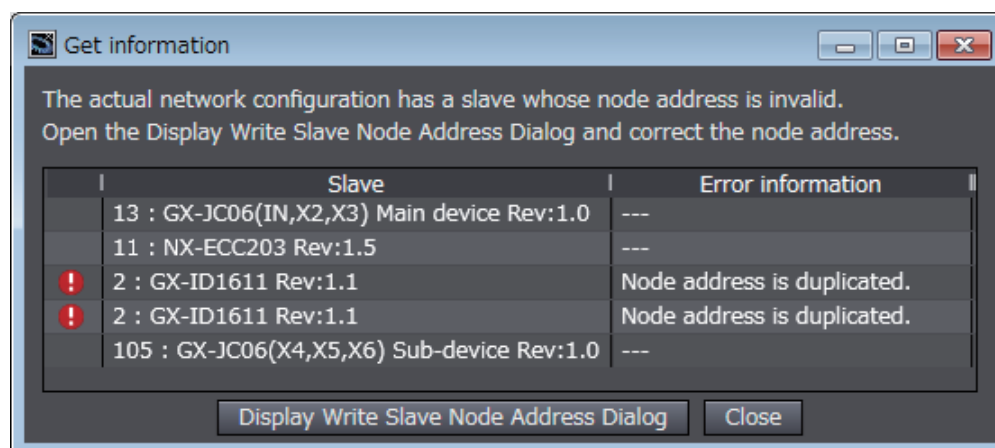 Get information
The actual network configuration has a slave whose node address is invalid.
Open the Display Write Slave Node Address Dialog and correct the node address.
Slave Error information
13 : GX-JC06(IN,X2,X3) Main device Rev:1.0 ---
11 : NX-ECC203 Rev:1.5 ---
2 : GX-ID1611 Rev:1.1 Node address is duplicated.
2 : GX-ID1611 Rev:1.1 Node address is duplicated.
105 : GX-JC06(X4,X5,X6) Sub-device Rev:1.0 ---
Display Write Slave Node Address Dialog Close